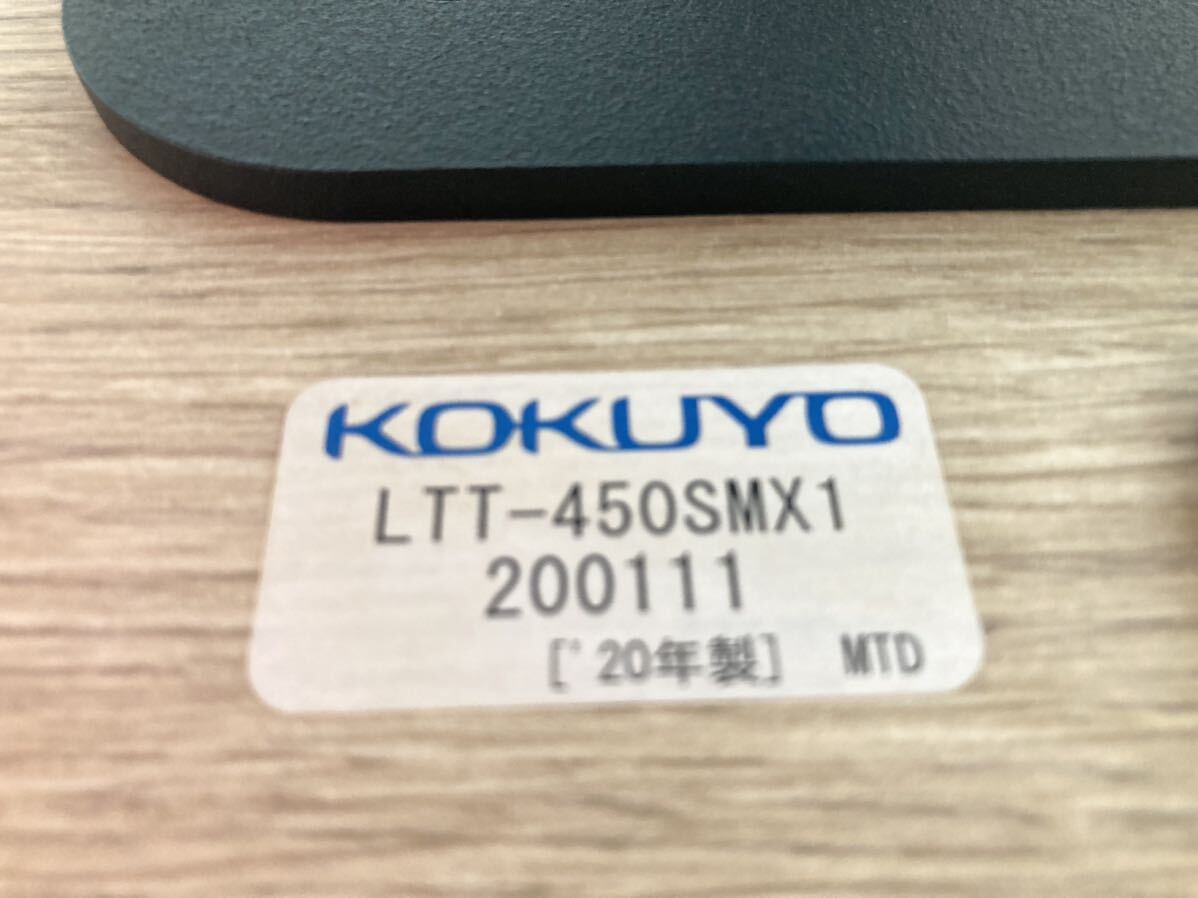 KOKUYO
LTT-450SMX1
200111
['20年製] MTD